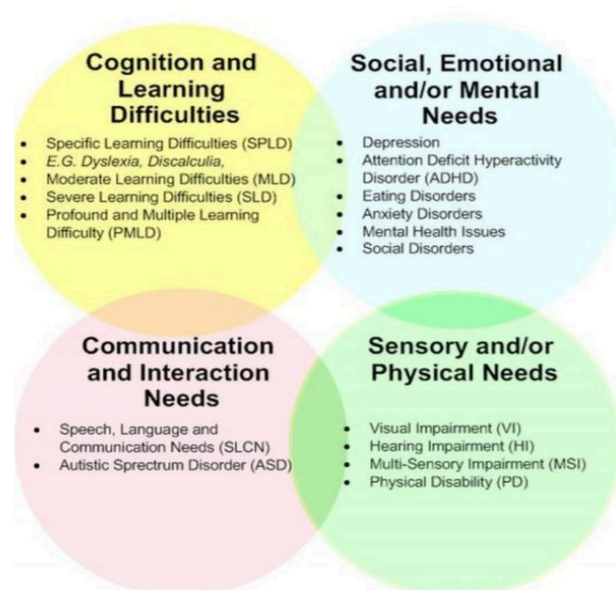 Cognition and
Learning
Difficulties
• Specific Learning Difficulties (SPLD)
• E.G. Dyslexia, Discalculia,
• Moderate Learning Difficulties (MLD)
• Severe Learning Difficulties (SLD)
• Profound and Multiple Learning
Difficulty (PMLD)
Social, Emotional
and/or Mental
Needs
• Depression
• Attention Deficit Hyperactivity
Disorder (ADHD)
• Eating Disorders
• Anxiety Disorders
• Mental Health Issues
• Social Disorders
Communication
and Interaction
Needs
• Speech, Language and
Communication Needs (SLCN)
• Autistic Sprectrum Disorder (ASD)
Sensory and/or
Physical Needs
• Visual Impairment (VI)
• Hearing Impairment (HI)
• Multi-Sensory Impairment (MSI)
• Physical Disability (PD)